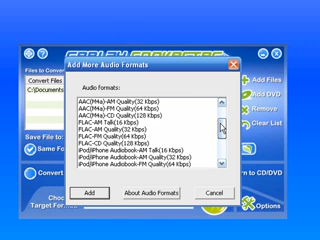 Add More Audio Formats
Files to Convert
Convert Files
C:\Documents
Audio formats:
AAC(M4a)-AM Quality(32 Kbps)
AAC(M4a)-FM Quality(64 Kbps)
AAC(M4a)-CD Quality(128 Kbps)
FLAC-AM Talk(16 Kbps)
FLAC-AM Quality(32 Kbps)
FLAC-FM Quality(64 Kbps)
FLAC-CD Quality(128 Kbps)
iPod/iPhone Audiobook-AM Talk(16 Kbps)
iPod/iPhone Audiobook-AM Quality(32 Kbps)
iPod/iPhone Audiobook-FM Quality(64 Kbps)
Add Files
Add DVD
Remove
Clear List
Save File to:
Same Fo
Convert
to CD/DVD
Add
About Audio Formats
Cancel
Target Format
Options